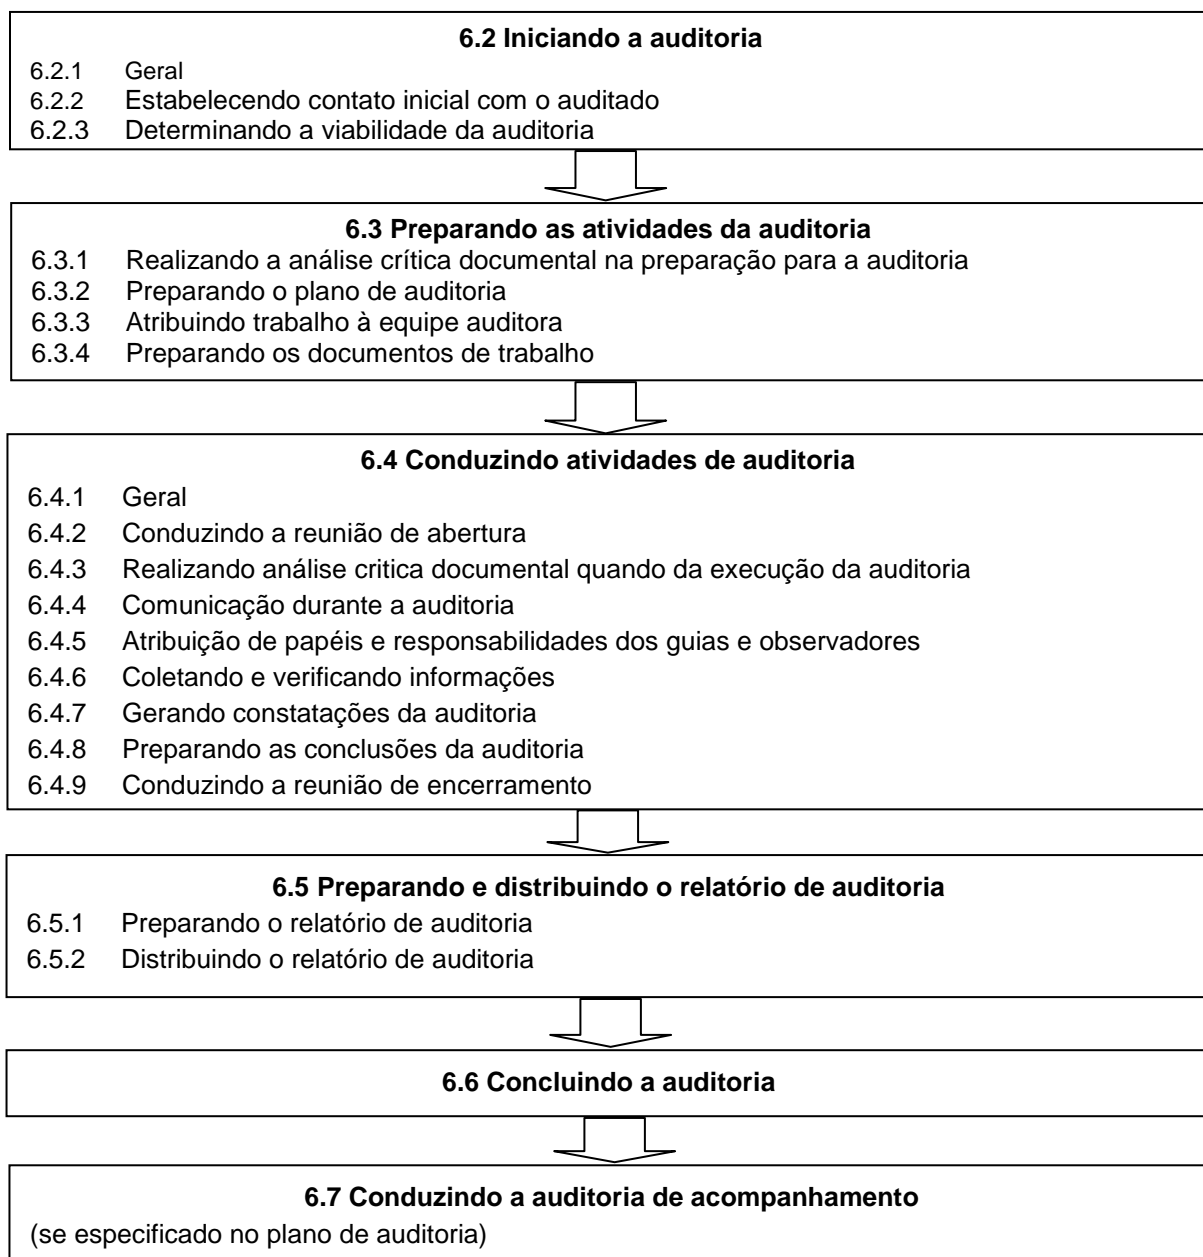 6.2 Iniciando a auditoria
6.2.1 Geral
6.2.2 Estabelecendo contato inicial com o auditado
6.2.3 Determinando a viabilidade da auditoria
6.3 Preparando as atividades da auditoria
6.3.1 Realizando a análise crítica documental na preparação para a auditoria
6.3.2 Preparando o plano de auditoria
6.3.3 Atribuindo trabalho à equipe auditora
6.3.4 Preparando os documentos de trabalho
6.4 Conduzindo atividades de auditoria
6.4.1 Geral
6.4.2 Conduzindo a reunião de abertura
6.4.3 Realizando análise critica documental quando da execução da auditoria
6.4.4 Comunicação durante a auditoria
6.4.5 Atribuição de papéis e responsabilidades dos guias e observadores
6.4.6 Coletando e verificando informações
6.4.7 Gerando constatações da auditoria
6.4.8 Preparando as conclusões da auditoria
6.4.9 Conduzindo a reunião de encerramento
6.5 Preparando e distribuindo o relatório de auditoria
6.5.1 Preparando o relatório de auditoria
6.5.2 Distribuindo o relatório de auditoria
6.6 Concluindo a auditoria
6.7 Conduzindo a auditoria de acompanhamento
(se especificado no plano de auditoria)